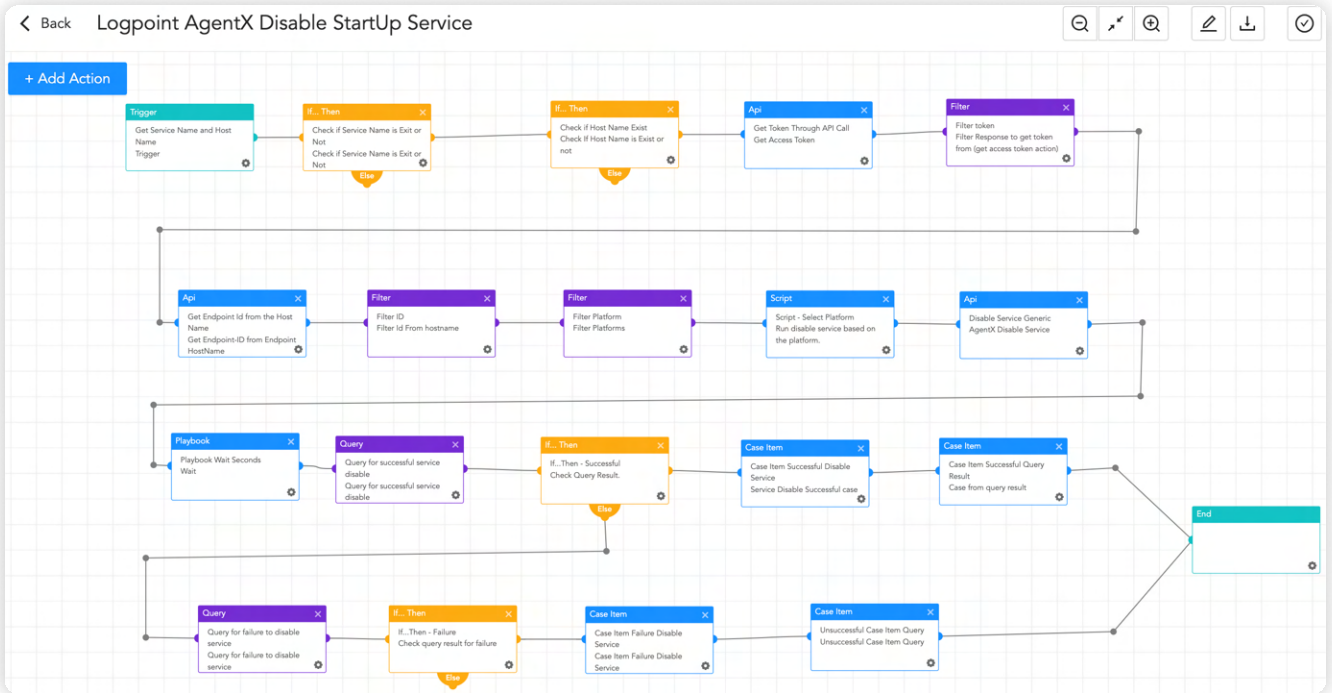 Back
Logpoint AgentX Disable StartUp Service
+ Add Action
Trigger
Get Service Name and Host
Name
Trigger
If... Then
Check if Service Name is Exit or
Not
Check if Service Name is Exit or
Not
Else
If... Then
Check if Host Name Exist
Check If Host Name is Exist or
not
Else
Api
Get Token Through API Call
Get Access Token
Filter
Filter token
Filter Response to get token
from (get access token action)
Api
Get Endpoint Id from the Host
Name
Get Endpoint-ID from Endpoint
HostName
Filter
Filter ID
Filter Id From hostname
Filter
Filter Platform
Filter Platforms
Script
Script - Select Platform
Run disable service based on
the platform.
Api
Disable Service Generic
AgentX Disable Service
Playbook
Playbook Wait Seconds
Wait
Query
Query for successful service
disable
Query for successful service
disable
If... Then
If...Then - Successful
Check Query Result.
Else
Case Item
Case Item Successful Disable
Service
Service Disable Successful case
Case Item
Case Item Successful Query
Result
Case from query result
End
Query
Query for failure to disable
service
Query for failure to disable
service
If... Then
If...Then - Failure
Check query result for failure
Else
Case Item
Case Item Failure Disable
Service
Case Item Failure Disable
Service
Case Item
Unsuccessful Case Item Query
Unsuccessful Case Item Query